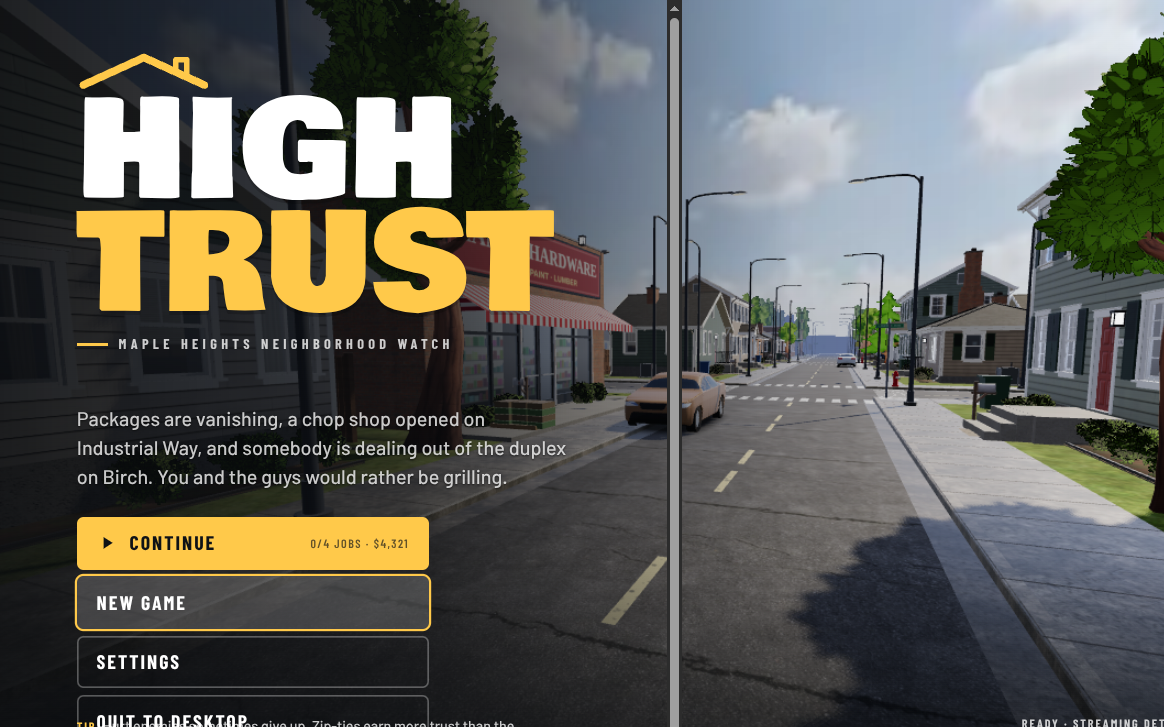 HIGH
TRUST
HARDWARE
PAINT · LUMBER
MAPLE HEIGHTS NEIGHBORHOOD WATCH
Packages are vanishing, a chop shop opened on
Industrial Way, and somebody is dealing out of the duplex
on Birch. You and the guys would rather be grilling.
CONTINUE 0/4 JOBS · $4,321
NEW GAME
SETTINGS
QUIT TO DESKTOP
TIP give up. Zip-ties earn more trust than the
READY · STREAMING